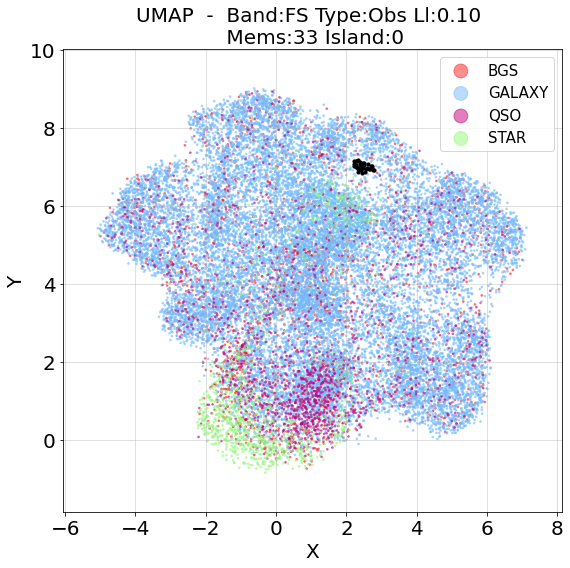 UMAP  -  Band:FS Type:Obs Ll:0.10
Mems:33 Island:0
BGS
GALAXY
QSO
STAR
10
8
6
4
2
0
Y
−6
−4
−2
0
2
4
6
8
X